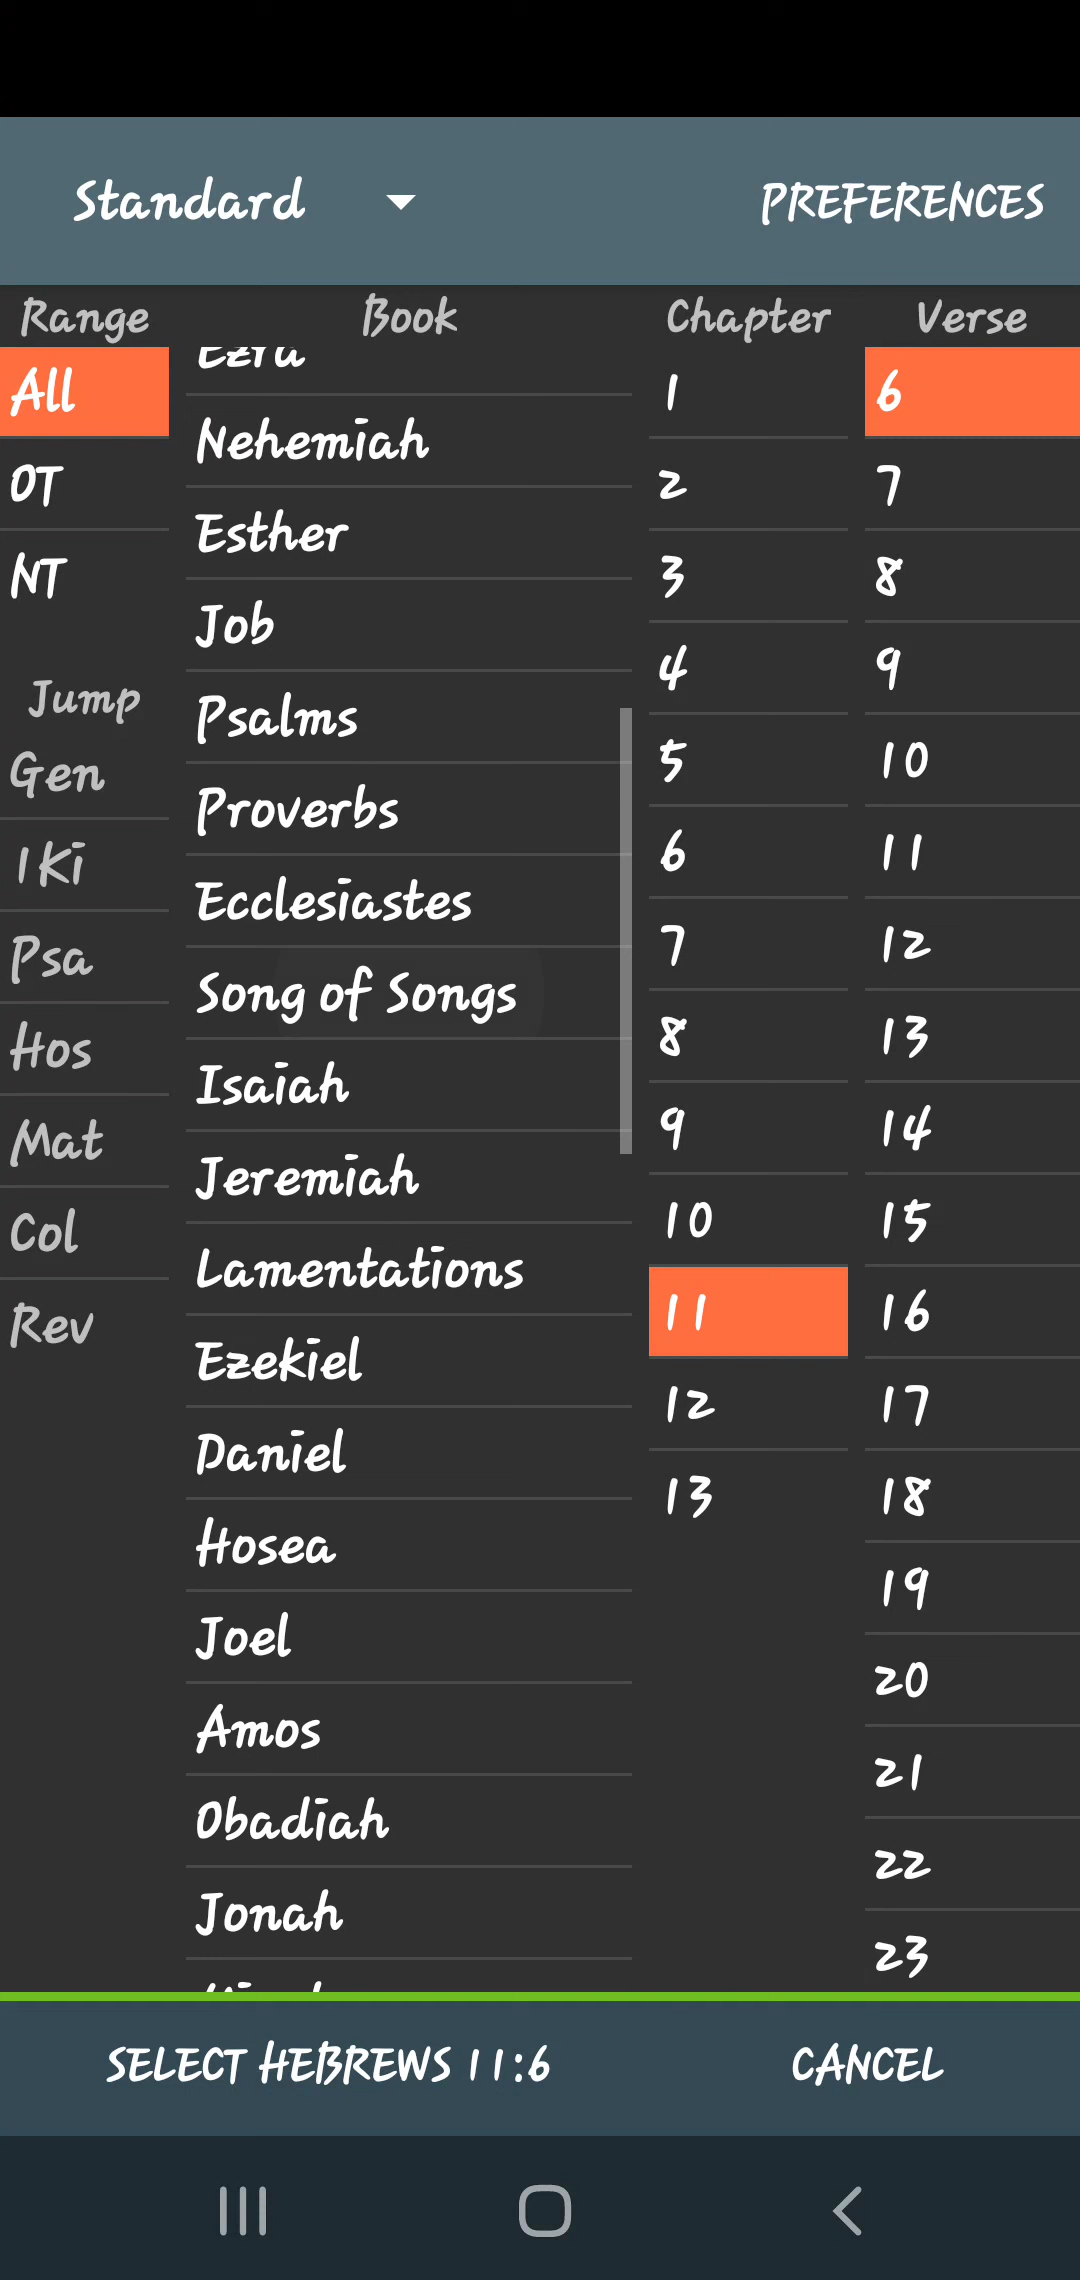 Standard
PREFERENCES
Range
Book
Chapter
Verse
All
OT
NT
Jump
Gen
1Ki
Psa
Hos
Mat
Col
Rev
Ezra
Nehemiah
Esther
Job
Psalms
Proverbs
Ecclesiastes
Song of Songs
Isaiah
Jeremiah
Lamentations
Ezekiel
Daniel
Hosea
Joel
Amos
Obadiah
Jonah
1
2
3
4
5
6
7
8
9
10
11
12
13
6
7
8
9
10
11
12
13
14
15
16
17
18
19
20
21
22
23
SELECT HEBREWS 11:6
CANCEL